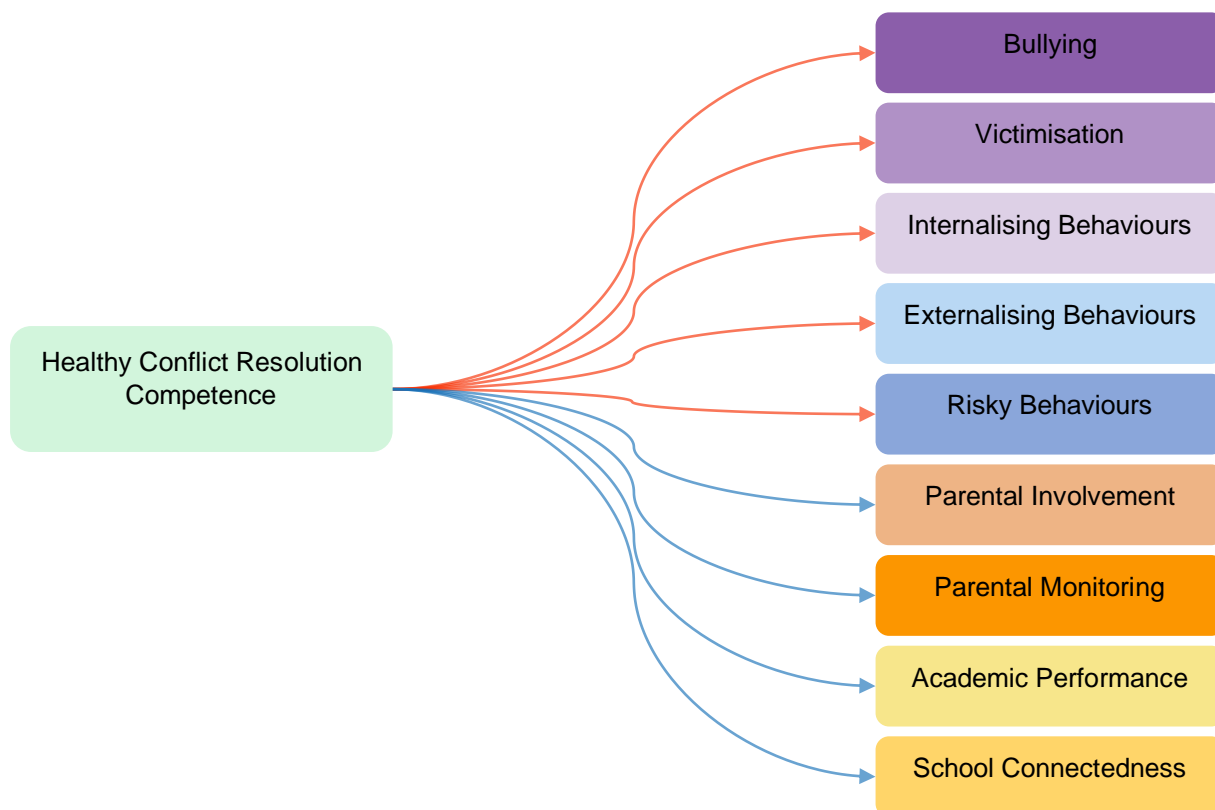 Bullying
Victimisation
Internalising Behaviours
Externalising Behaviours
Healthy Conflict Resolution
Competence
Risky Behaviours
Parental Involvement
Parental Monitoring
Academic Performance
School Connectedness